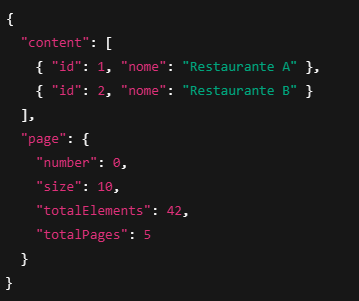 {
  "content": [
    { "id": 1, "nome": "Restaurante A" },
    { "id": 2, "nome": "Restaurante B" }
  ],
  "page": {
    "number": 0,
    "size": 10,
    "totalElements": 42,
    "totalPages": 5
  }
}